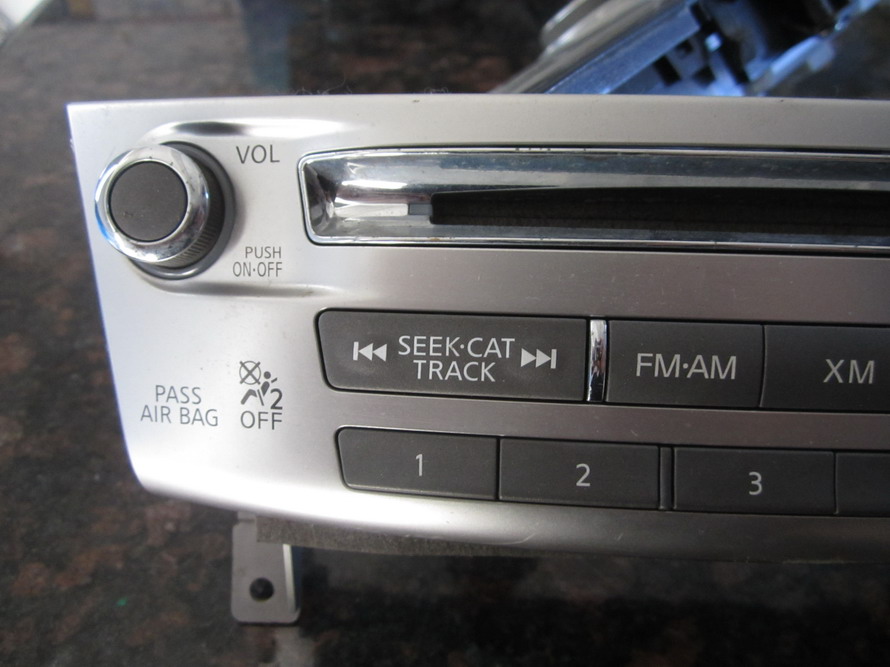 VOL
PUSH
ON·OFF
SEEK·CAT
TRACK
FM·AM
XM
PASS
AIR BAG
2
OFF
1
2
3